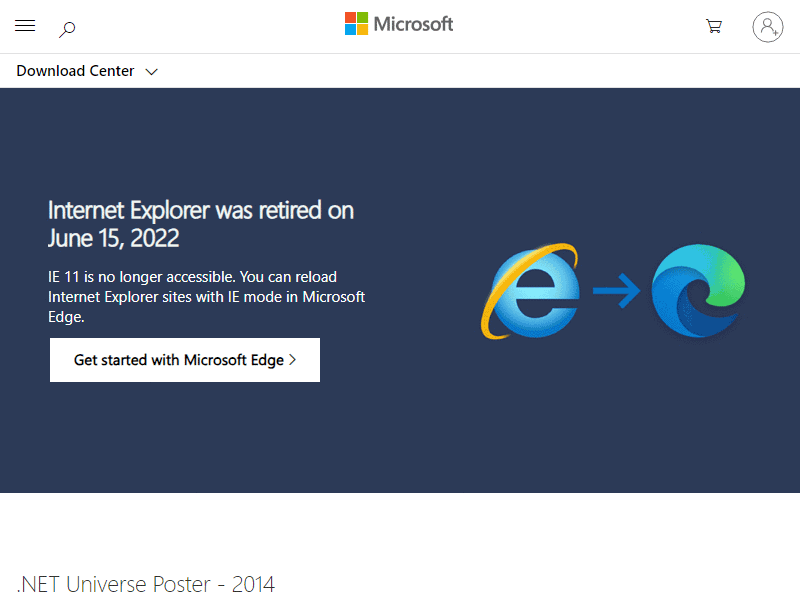 Microsoft
Download Center
Internet Explorer was retired on
June 15, 2022
IE 11 is no longer accessible. You can reload
Internet Explorer sites with IE mode in Microsoft
Edge.
Get started with Microsoft Edge
.NET Universe Poster - 2014